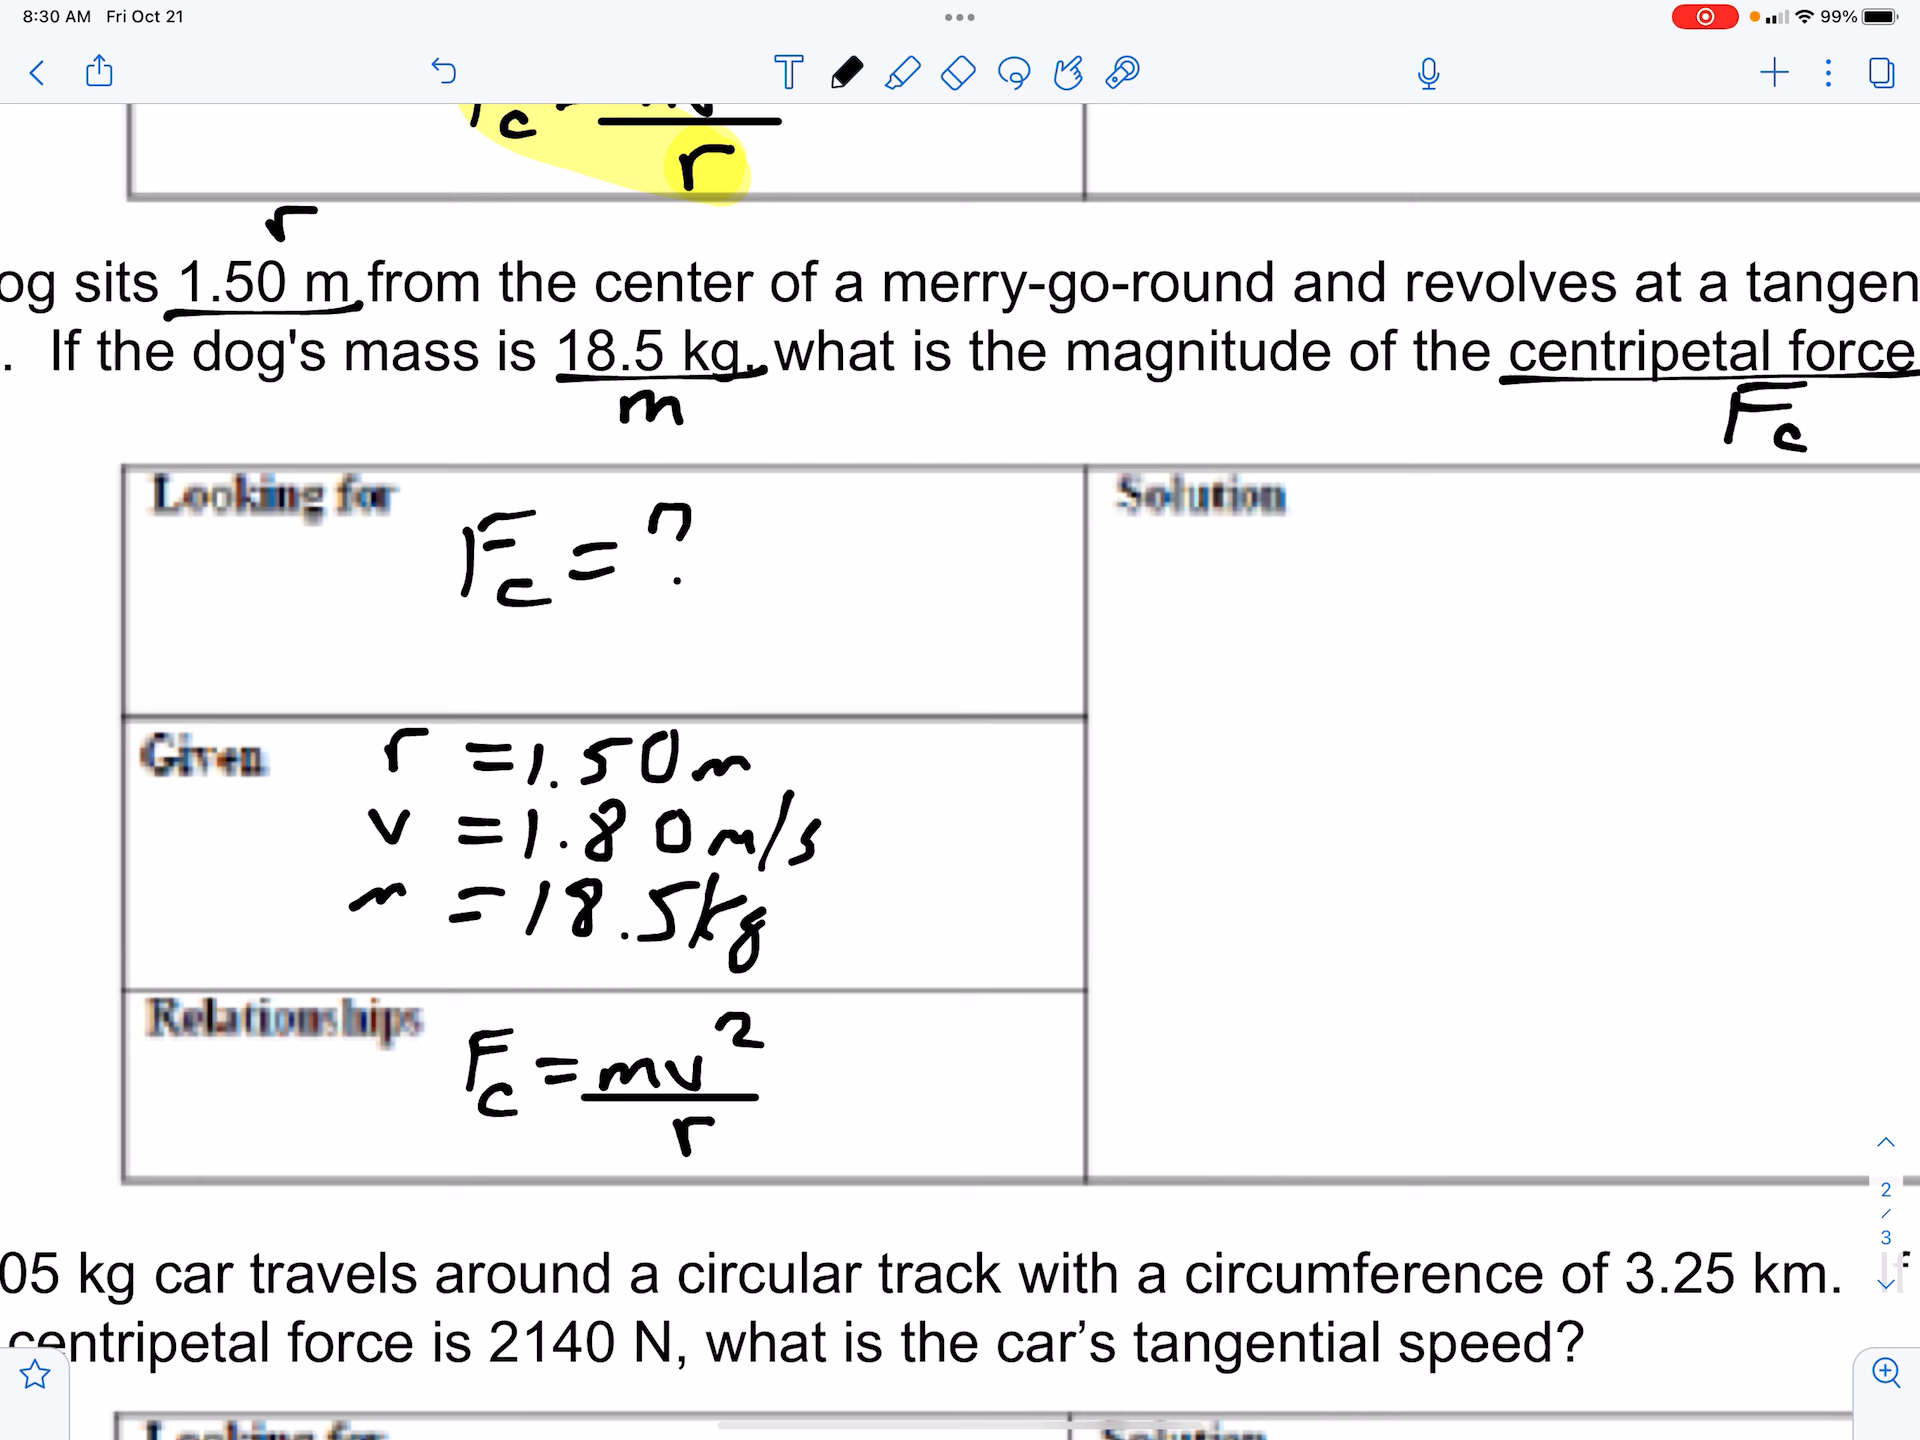 8:30 AM Fri Oct 21
99%
r
r
og sits 1.50 m from the center of a merry-go-round and revolves at a tangen
. If the dog's mass is 18.5 kg, what is the magnitude of the centripetal force
m
Fc
Looking for
Solution
Fc = ?
Given
r = 1.50 m
v = 1.80 m/s
m = 18.5 kg
Relationships
Fc = mv²
r
2
/
3
05 kg car travels around a circular track with a circumference of 3.25 km. If
centripetal force is 2140 N, what is the car’s tangential speed?
Looking for
Solution